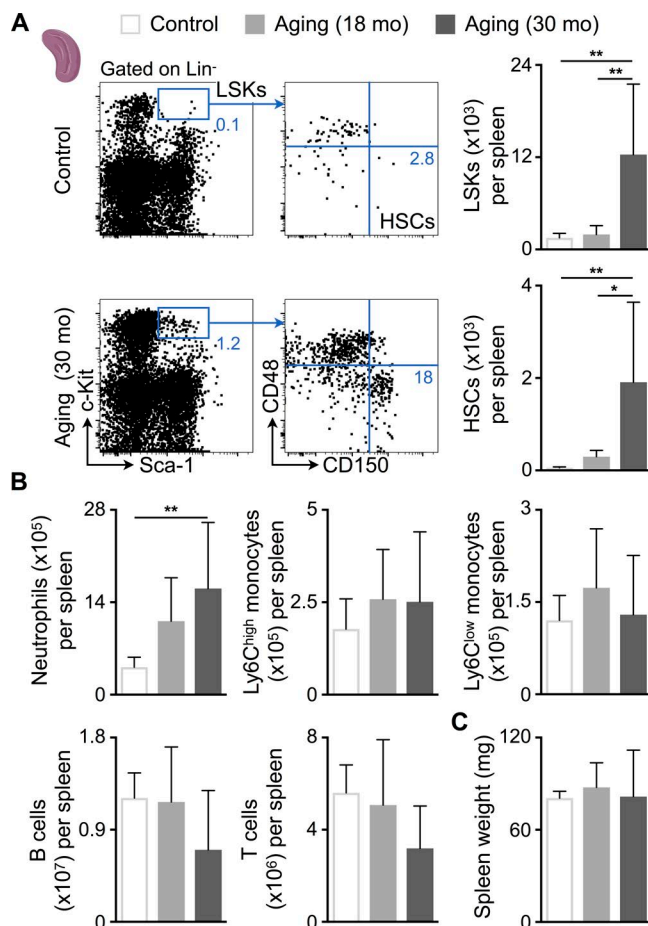 A
Control Aging (18 mo) Aging (30 mo)
Gated on Lin-
LSKs
0.1
2.8
HSCs
Control
24
12
0
LSKs (x10³)
per spleen
**
**
Aging (30 mo)
c-Kit
Sca-1
1.2
CD48
CD150
18
4
2
0
HSCs (x10³)
per spleen
**
*
B
28
14
0
Neutrophils (x10⁵)
per spleen
**
5
2.5
0
Ly6Chigh monocytes
(x10⁵) per spleen
3
1.5
0
Ly6Clow monocytes
(x10⁵) per spleen
1.8
0.9
0
B cells
(x10⁷) per spleen
8
4
0
T cells
(x10⁶) per spleen
C
120
60
0
Spleen weight (mg)